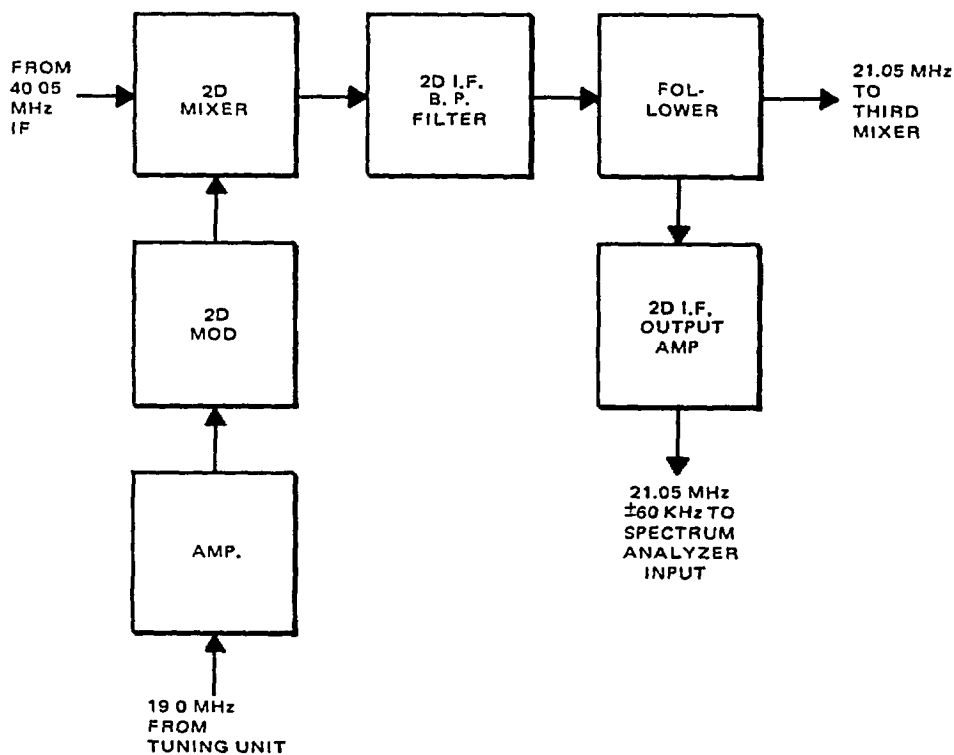 FROM
40 05
MHz
IF
2D
MIXER
2D I.F.
B. P.
FILTER
FOL-
LOWER
21.05 MHz
TO
THIRD
MIXER
2D
MOD
2D I.F.
OUTPUT
AMP
AMP.
21.05 MHz
±60 KHz TO
SPECTRUM
ANALYZER
INPUT
19 0 MHz
FROM
TUNING UNIT